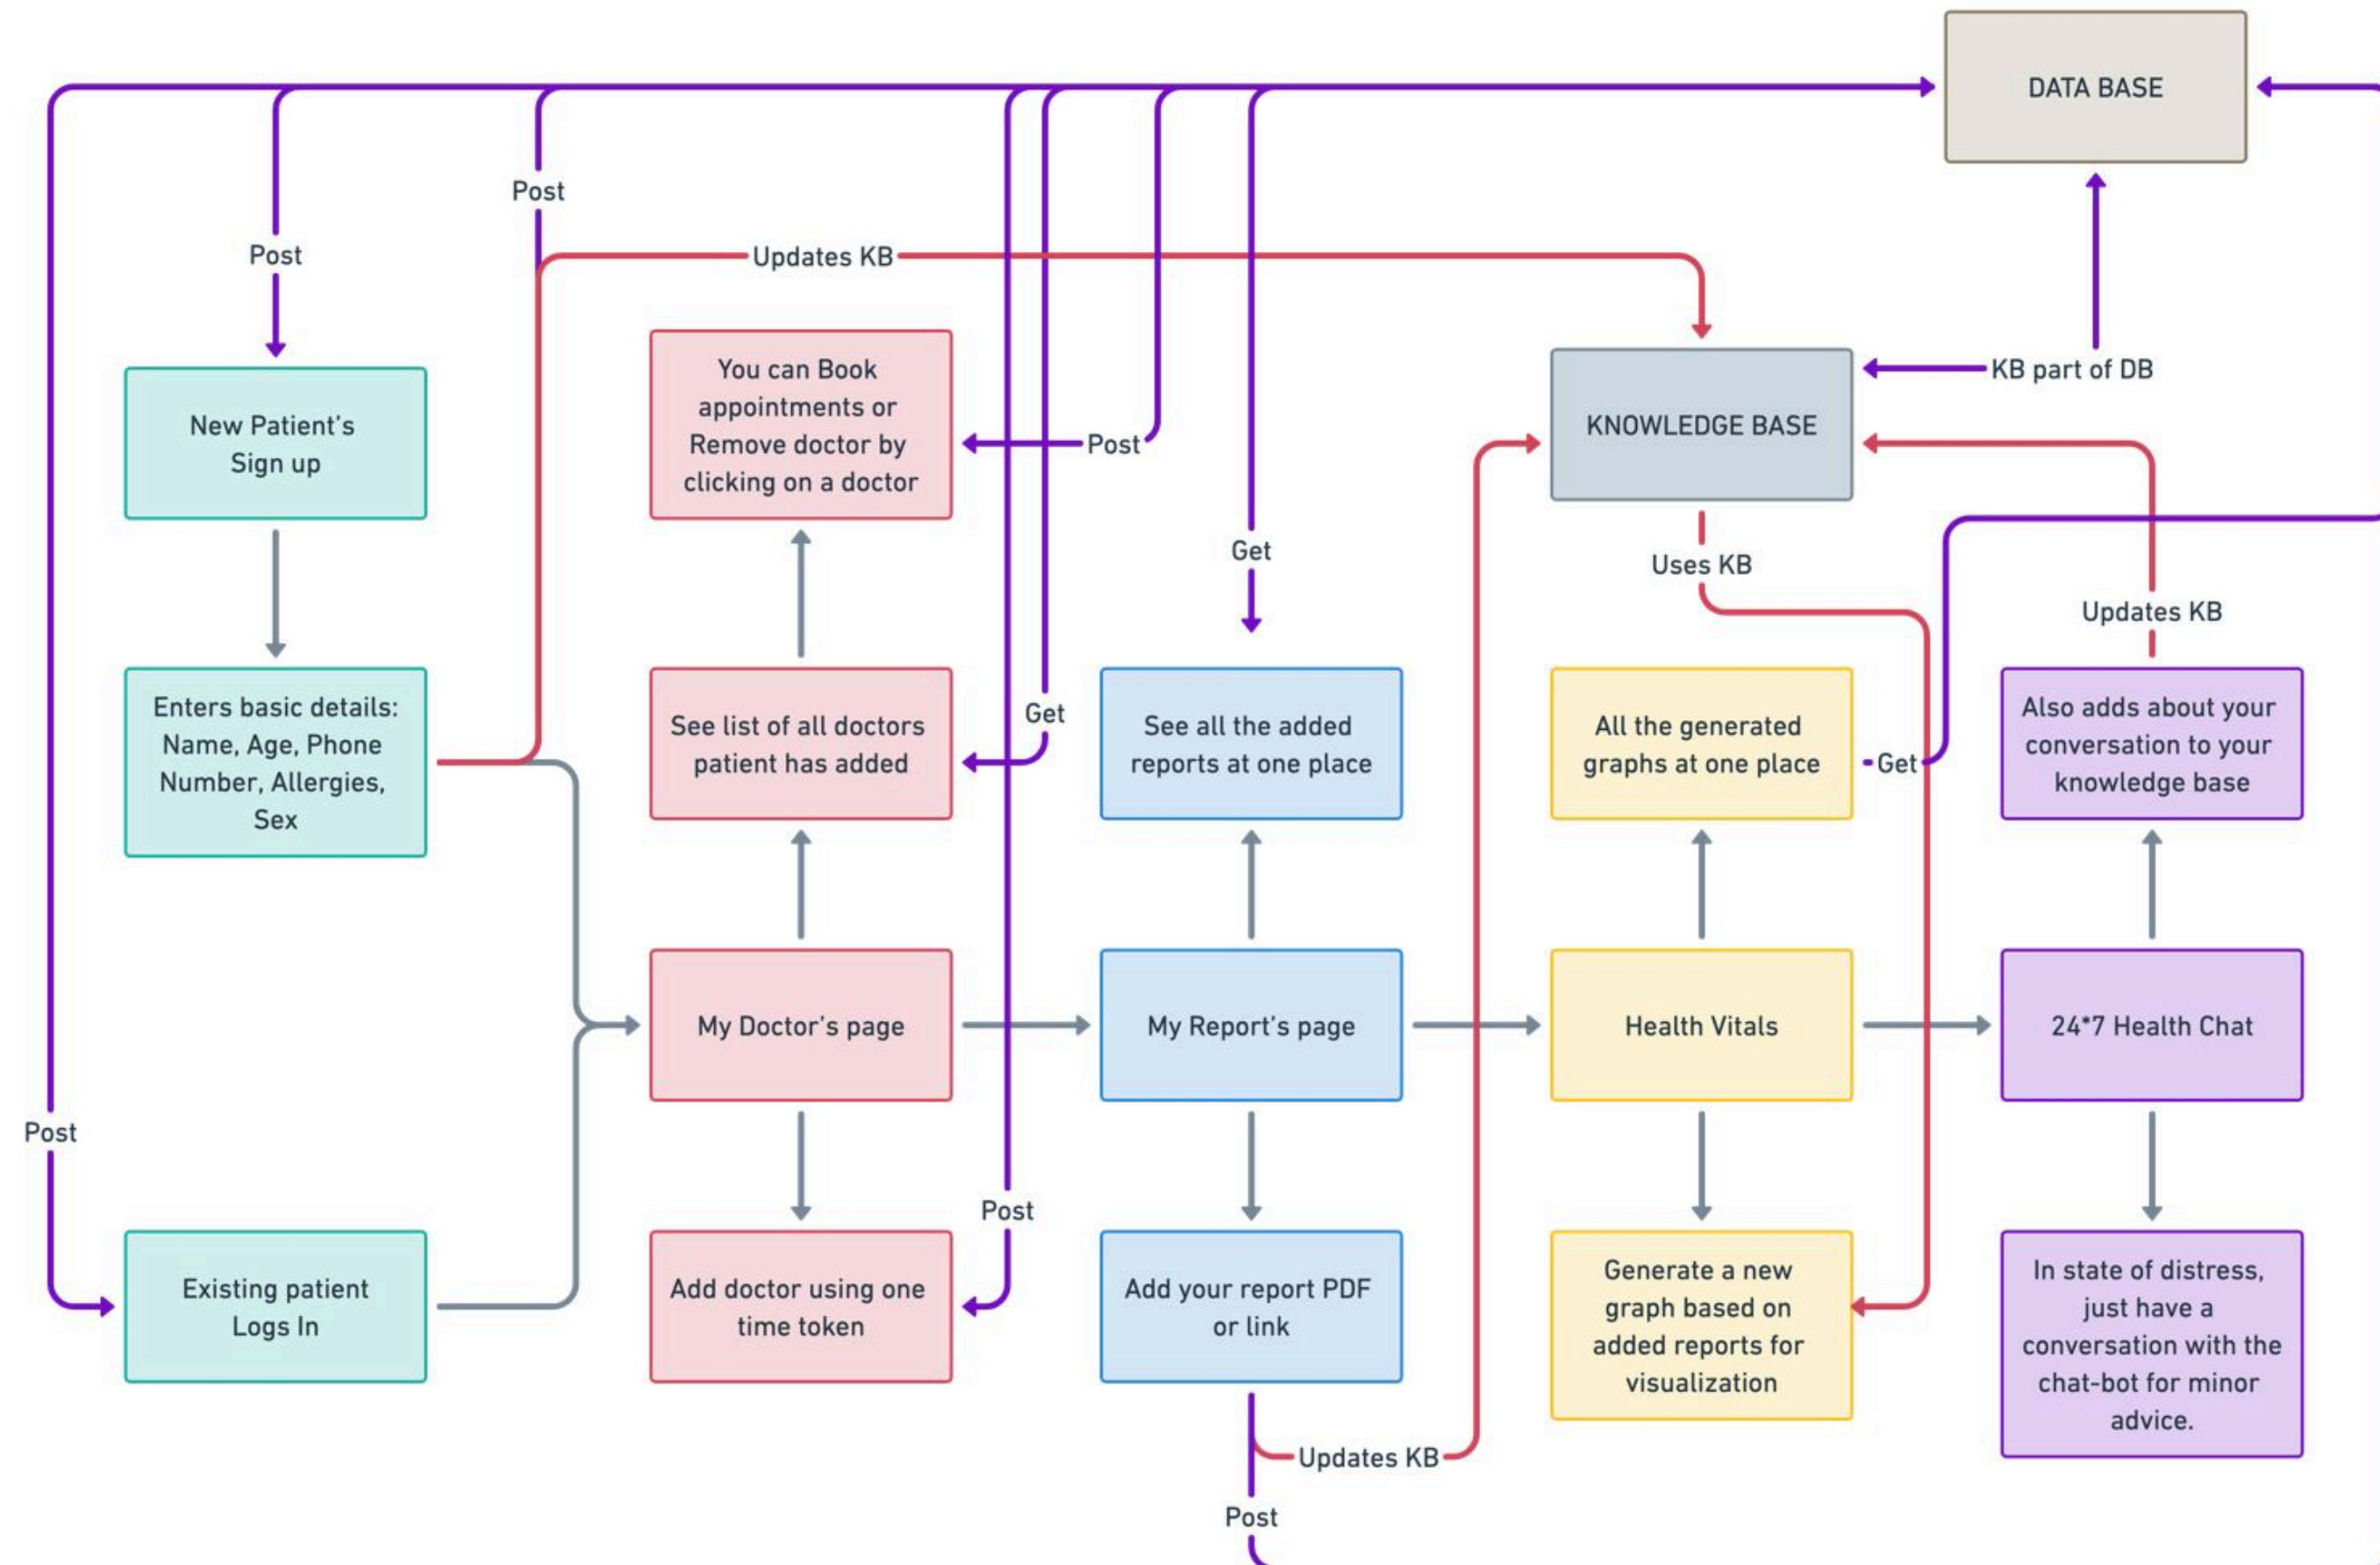 DATA BASE
Post
Post
Updates KB
New Patient's
Sign up
You can Book
appointments or
Remove doctor by
clicking on a doctor
Post
KNOWLEDGE BASE
KB part of DB
Get
Uses KB
Updates KB
Enters basic details:
Name, Age, Phone
Number, Allergies,
Sex
See list of all doctors
patient has added
Get
See all the added
reports at one place
All the generated
graphs at one place
Get
Also adds about your
conversation to your
knowledge base
My Doctor's page
My Report's page
Health Vitals
24*7 Health Chat
Post
Post
Existing patient
Logs In
Add doctor using one
time token
Add your report PDF
or link
Generate a new
graph based on
added reports for
visualization
In state of distress,
just have a
conversation with the
chat-bot for minor
advice.
Updates KB
Post